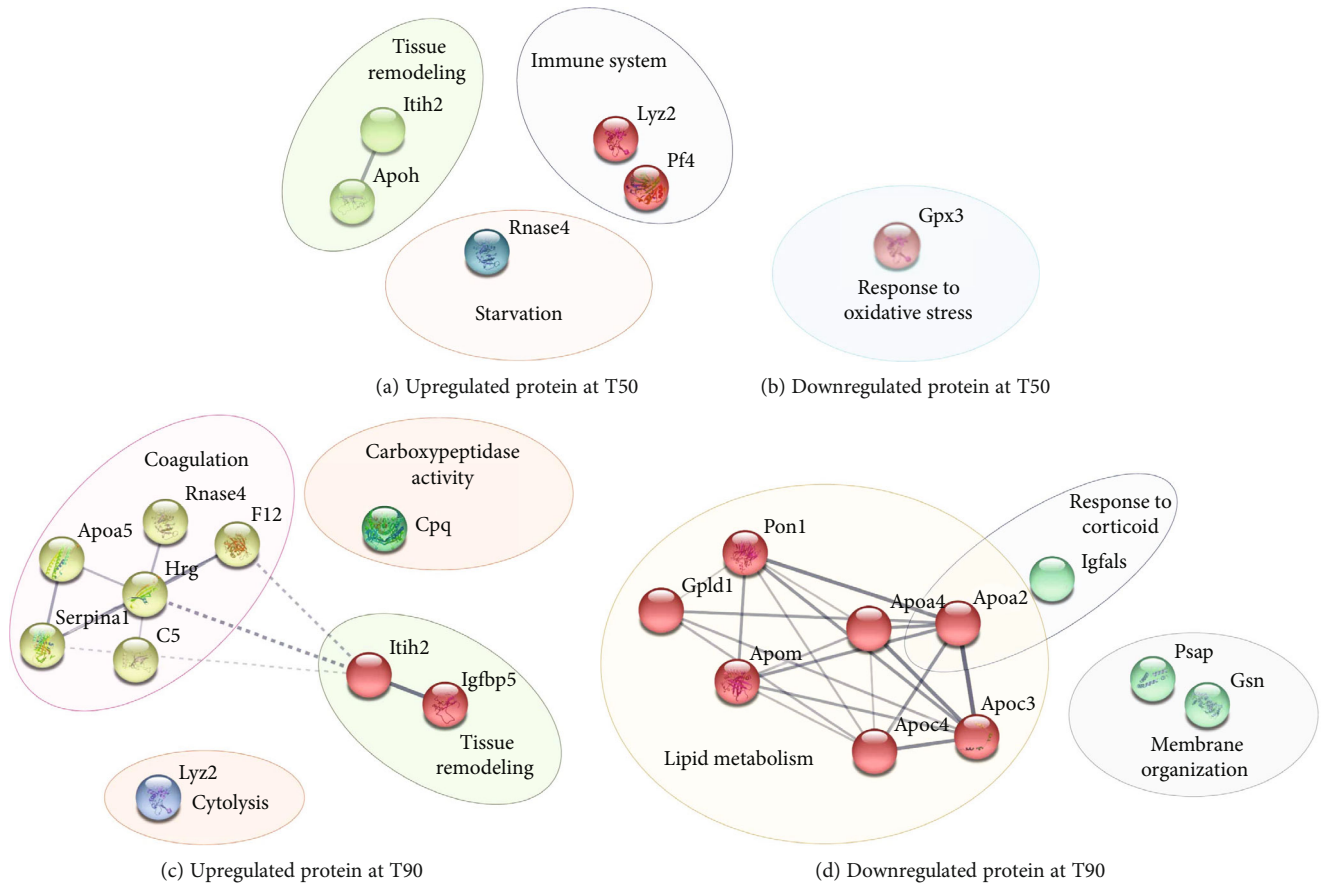 Tissue
remodeling
Itih2
Apoh
Immune system
Lyz2
Pf4
Rnase4
Starvation
Gpx3
Response to
oxidative stress
(a) Upregulated protein at T50
(b) Downregulated protein at T50
Coagulation
Rnase4
F12
Apoa5
Hrg
Serpina1
C5
Carboxypeptidase
activity
Cpq
Itih2
Igfbp5
Tissue
remodeling
Lyz2
Cytolysis
(c) Upregulated protein at T90
Response to
corticoid
Igfals
Pon1
Gpld1
Apoa4
Apoa2
Apom
Apoc4
Apoc3
Lipid metabolism
Psap
Gsn
Membrane
organization
(d) Downregulated protein at T90